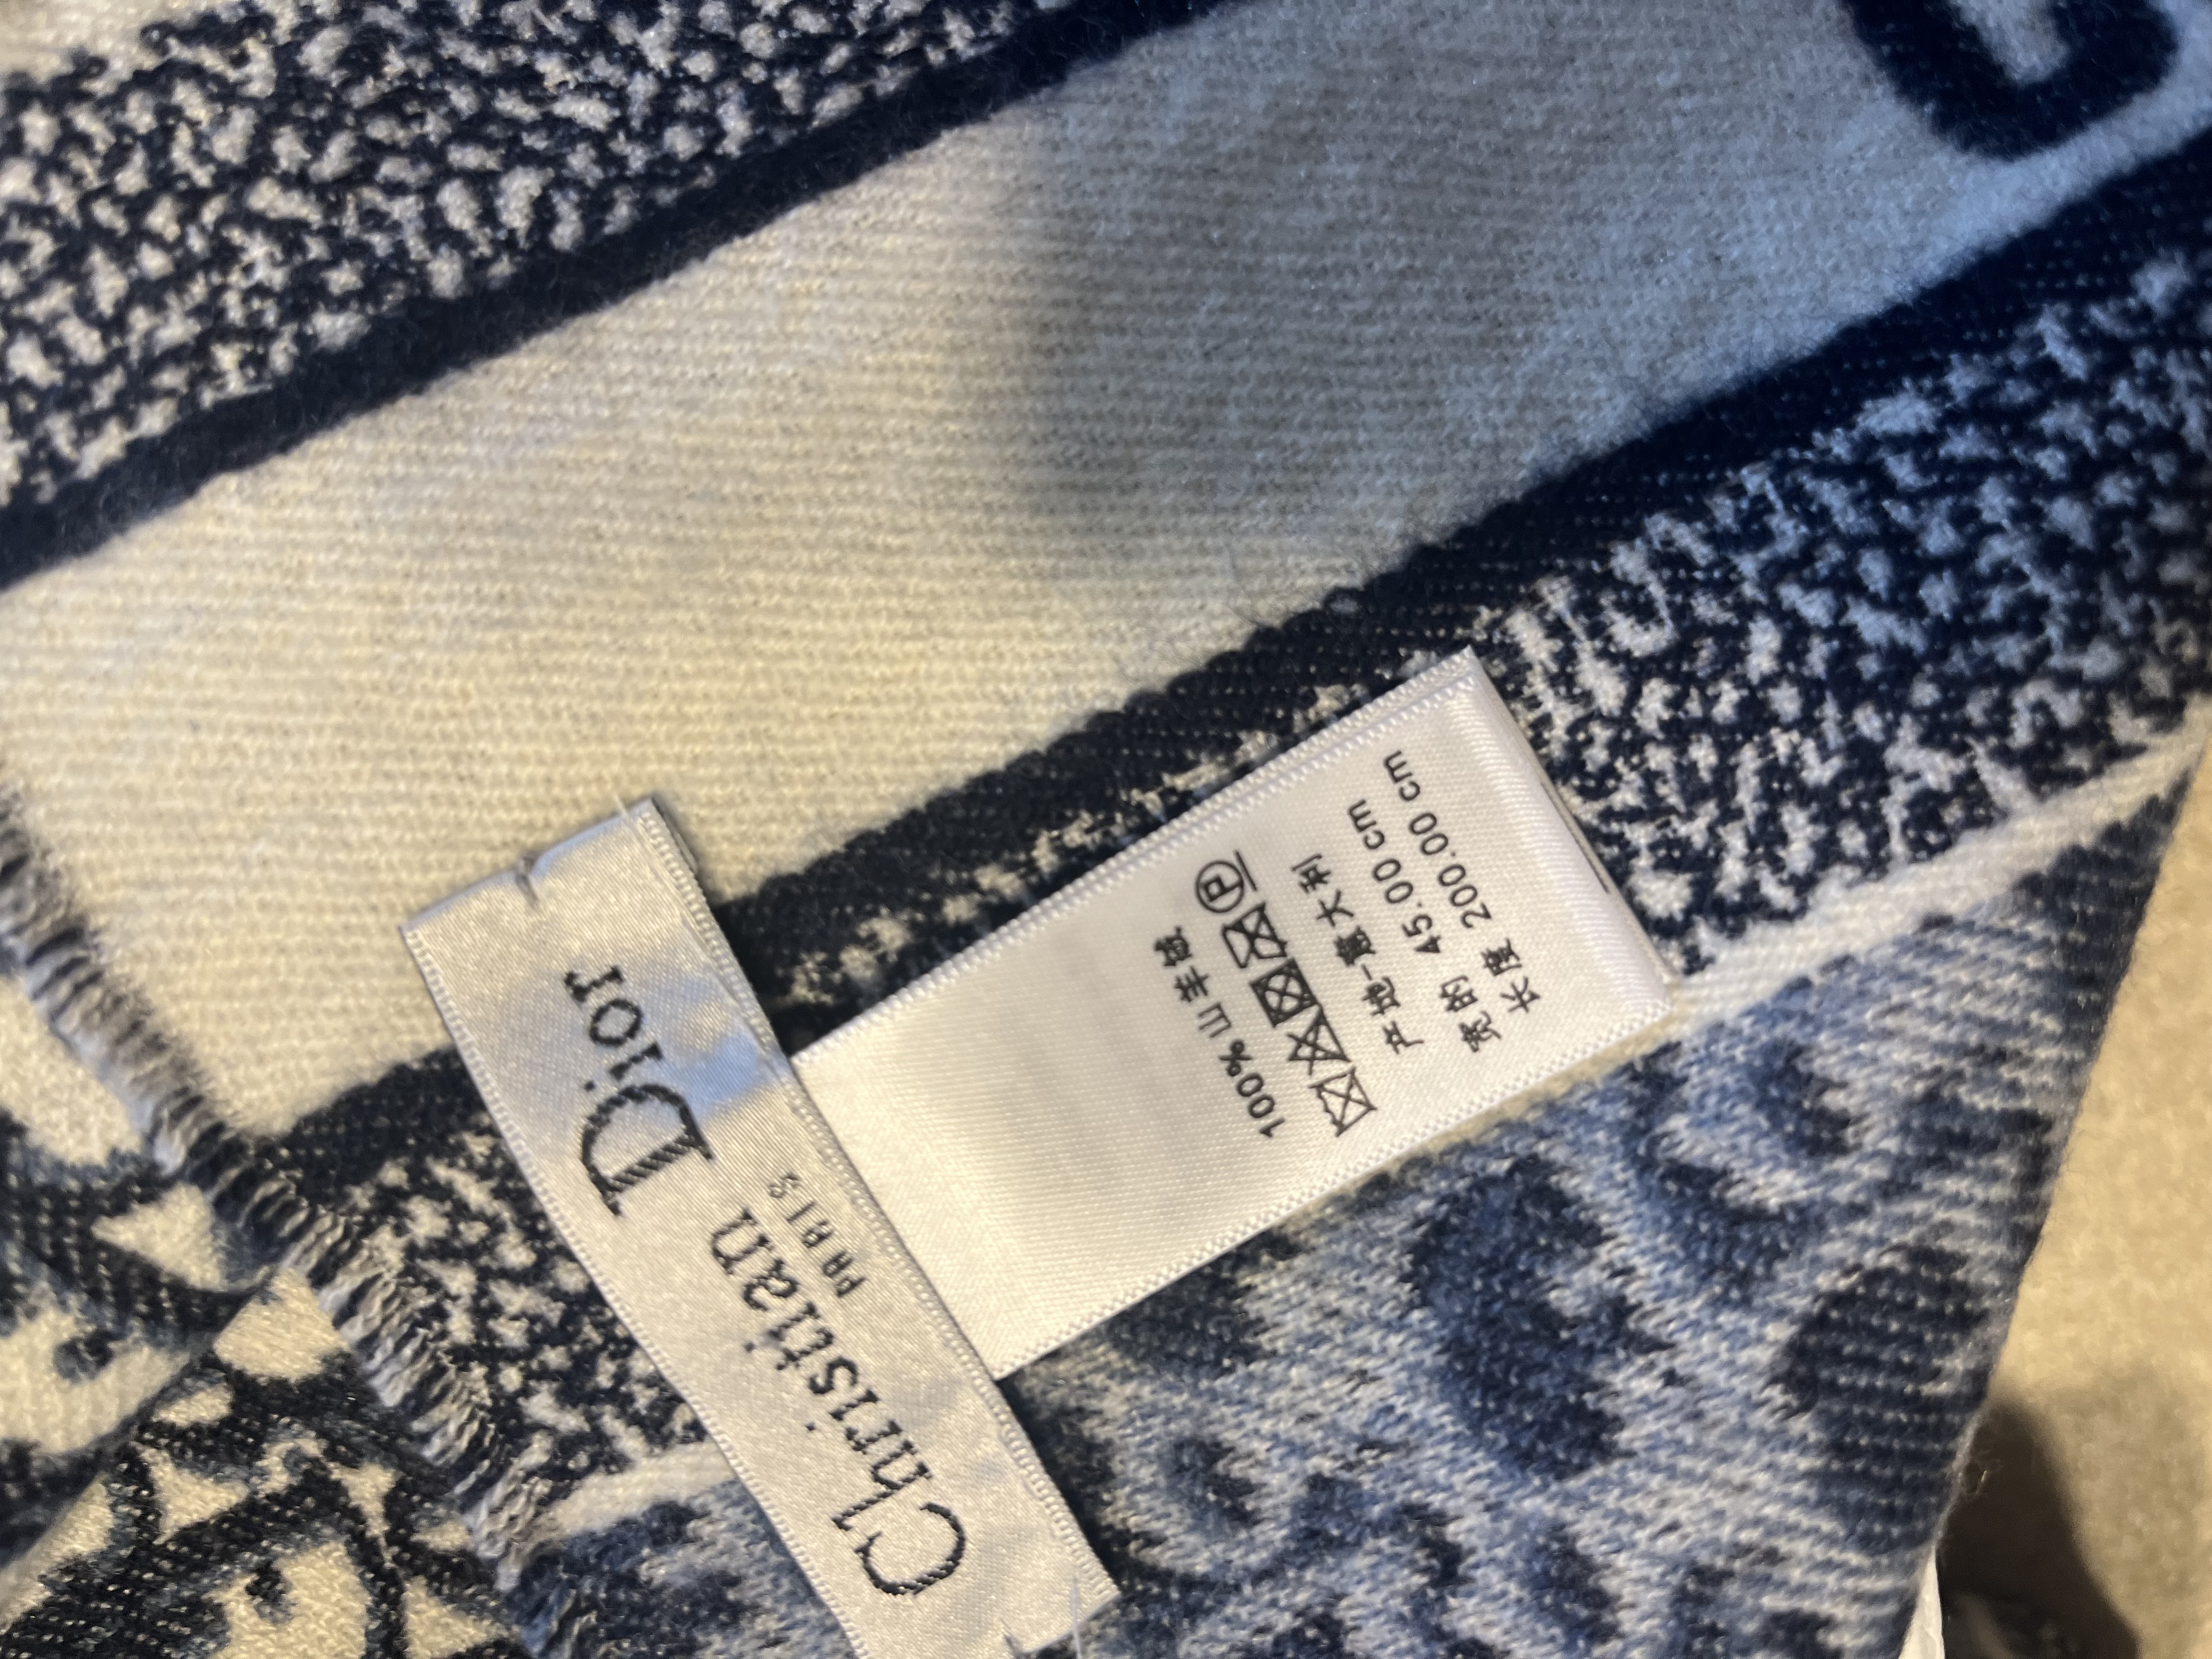 Christian Dior
PARIS
100% 山羊绒
P
产地-意大利
宽的 45.00 cm
长度 200.00 cm